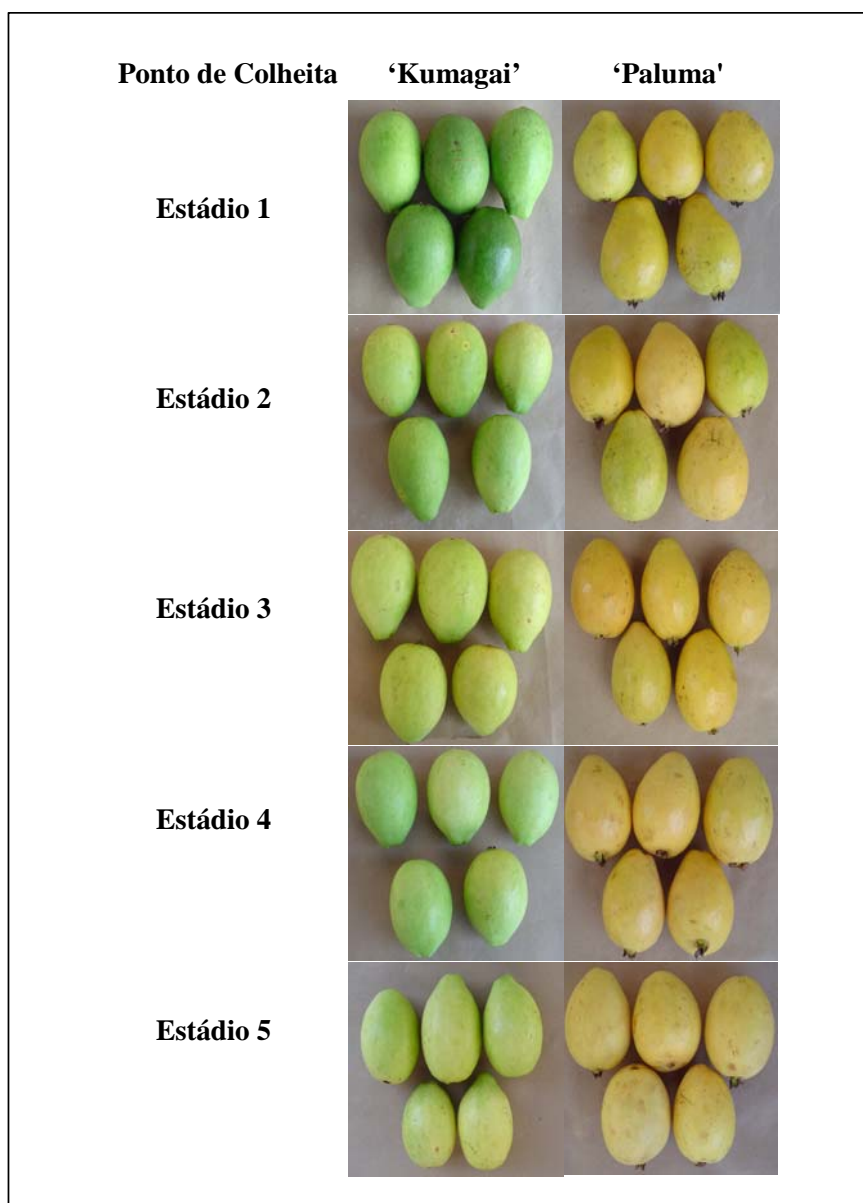 Ponto de Colheita ‘Kumagai’ ‘Paluma'
Estádio 1
Estádio 2
Estádio 3
Estádio 4
Estádio 5